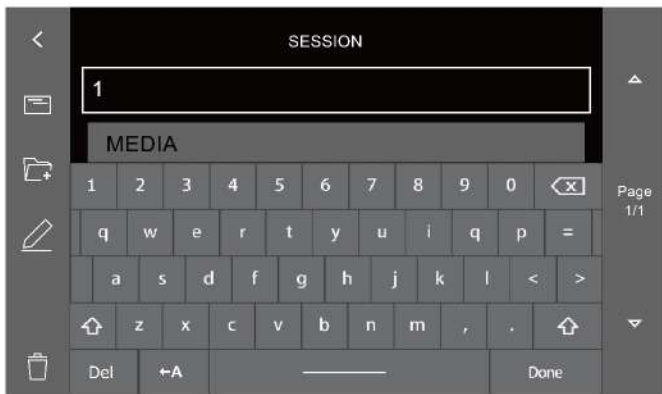 SESSION
1
MEDIA
1 2 3 4 5 6 7 8 9 0
Page
1/1
q w e r t y u i q p =
a s d f g h j k l < >
z x c v b n m , .
Del ←A Done